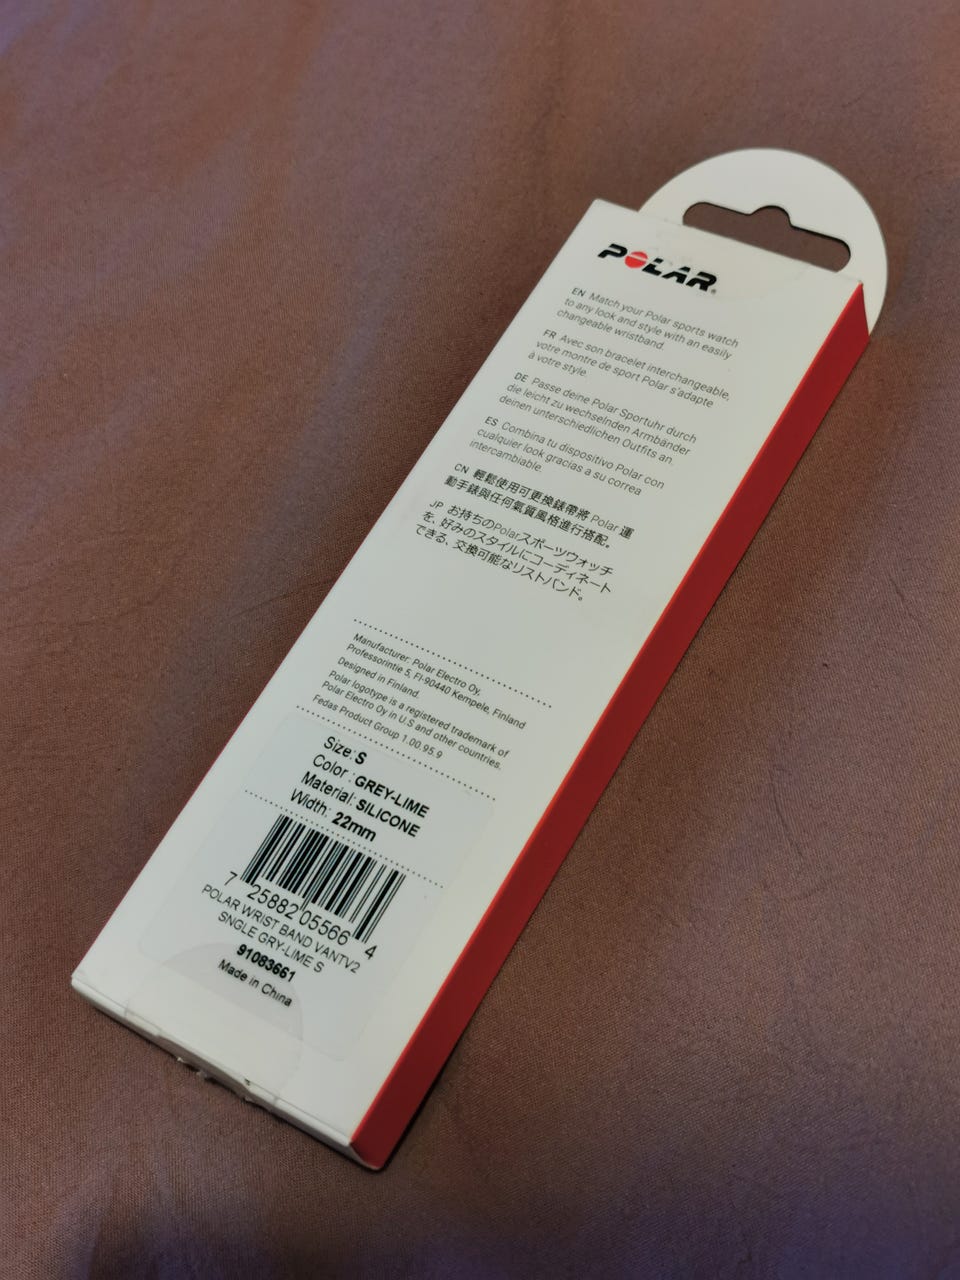 POLAR®
EN Match your Polar sports watch
to any look and style with an easily
changeable wristband.
FR Avec son bracelet interchangeable,
votre montre de sport Polar s'adapte
à votre style.
DE Passe deine Polar Sportuhr durch
die leicht zu wechselnden Armbänder
deinen unterschiedlichen Outfits an.
ES Combina tu dispositivo Polar con
cualquier look gracias a su correa
intercambiable.
CN 輕鬆使用可更換錶帶將 Polar 運
動手錶與任何氣質風格進行搭配。
JP お持ちのPolarスポーツウォッチ
を、好みのスタイルにコーディネート
できる、交換可能なリストバンド。
Manufacturer: Polar Electro Oy,
Professorintie 5, FI-90440 Kempele, Finland
Designed in Finland.
Polar logotype is a registered trademark of
Polar Electro Oy in U.S and other countries.
Fedas Product Group 1.00.95.9
Size: S
Color : GREY-LIME
Material: SILICONE
Width: 22mm
7 25882 05566 4
POLAR WRIST BAND VANTV2
SNGLE GRY-LIME S
91083661
Made in China